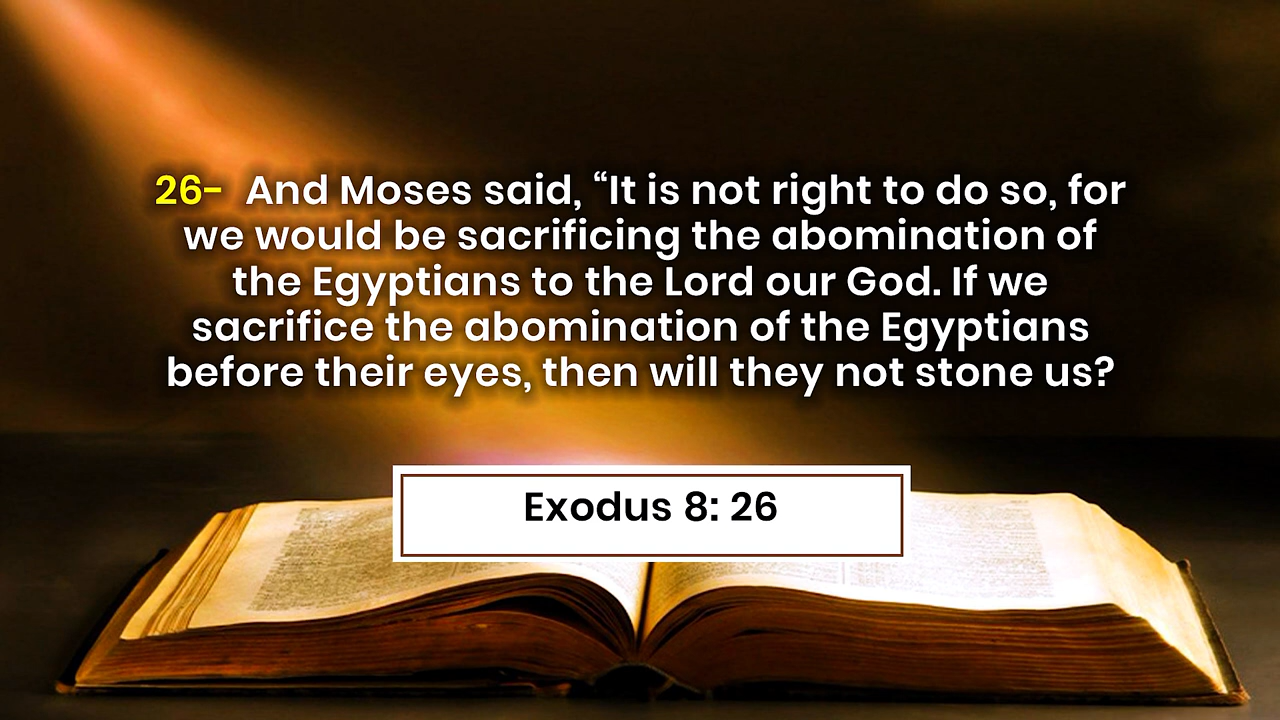 26- And Moses said, “It is not right to do so, for
we would be sacrificing the abomination of
the Egyptians to the Lord our God. If we
sacrifice the abomination of the Egyptians
before their eyes, then will they not stone us?
Exodus 8: 26